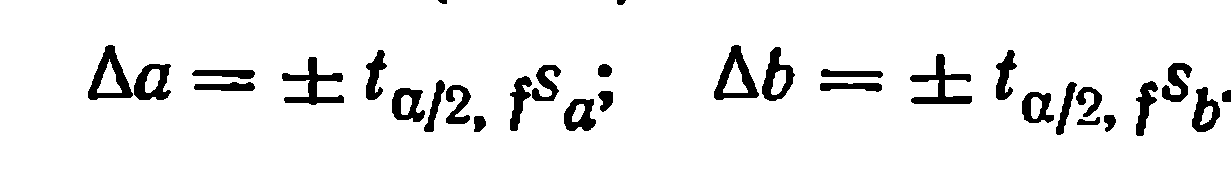 Δa = ± t_{α/2, f} s_a; Δb = ± t_{α/2, f} s_b.